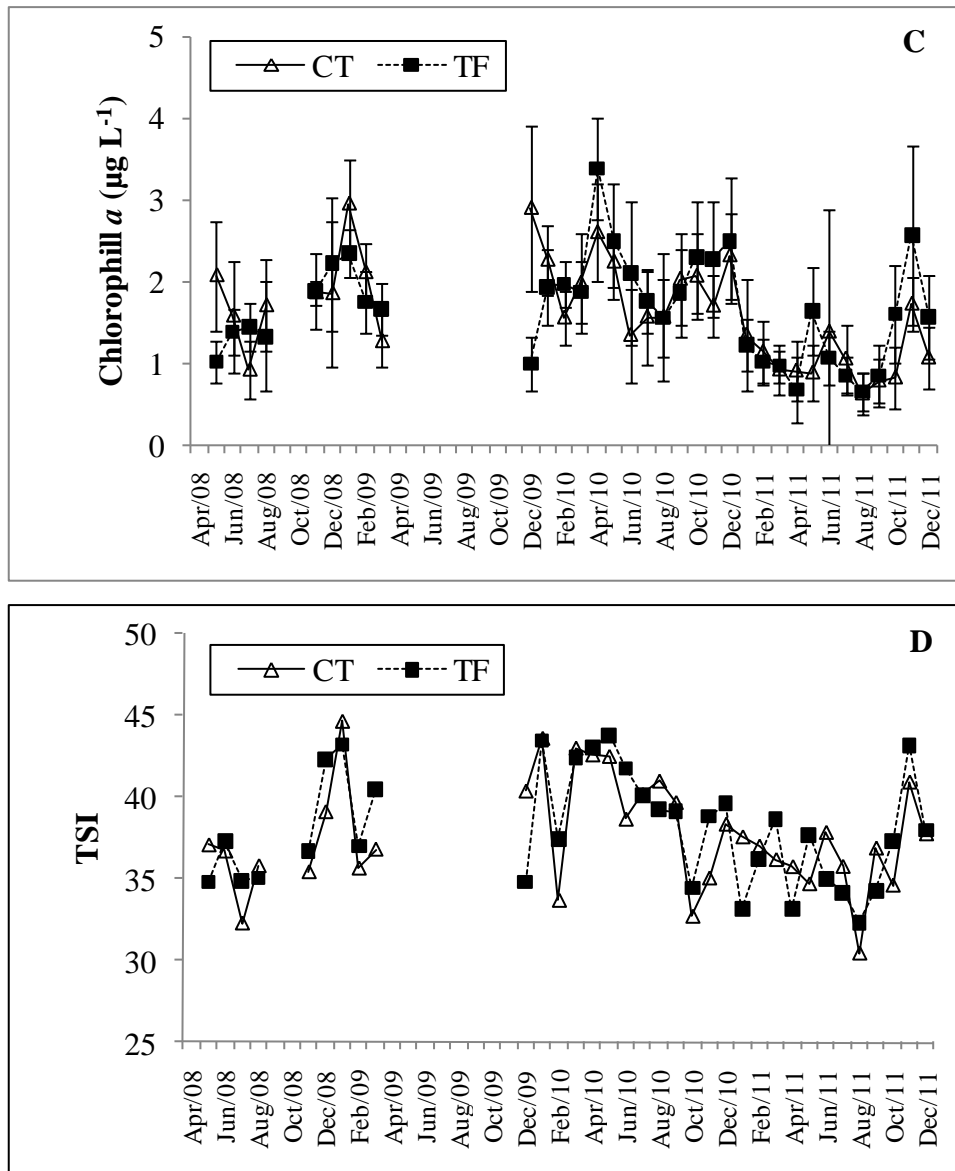 C
CT TF
Chlorophill a (µg L-1)
5
4
3
2
1
0
Apr/08 Jun/08 Aug/08 Oct/08 Dec/08 Feb/09 Apr/09 Jun/09 Aug/09 Oct/09 Dec/09 Feb/10 Apr/10 Jun/10 Aug/10 Oct/10 Dec/10 Feb/11 Apr/11 Jun/11 Aug/11 Oct/11 Dec/11
D
CT TF
TSI
50
45
40
35
30
25
Apr/08 Jun/08 Aug/08 Oct/08 Dec/08 Feb/09 Apr/09 Jun/09 Aug/09 Oct/09 Dec/09 Feb/10 Apr/10 Jun/10 Aug/10 Oct/10 Dec/10 Feb/11 Apr/11 Jun/11 Aug/11 Oct/11 Dec/11